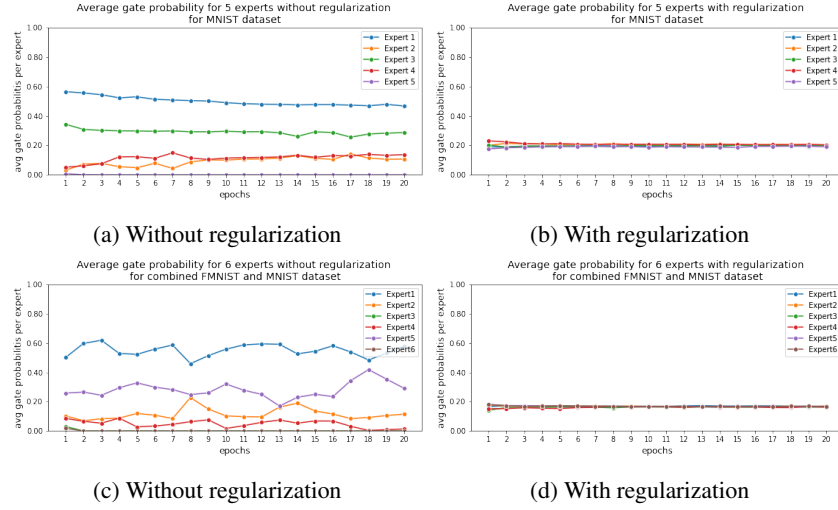 Average gate probability for 5 experts without regularization
for MNIST dataset
avg gate probabilitis per expert
1.00
0.80
0.60
0.40
0.20
0.00
Expert 1
Expert 2
Expert 3
Expert 4
Expert 5
1 2 3 4 5 6 7 8 9 10 11 12 13 14 15 16 17 18 19 20
epochs
(a) Without regularization
Average gate probability for 5 experts with regularization
for MNIST dataset
avg gate probabilitis per expert
1.00
0.80
0.60
0.40
0.20
0.00
Expert 1
Expert 2
Expert 3
Expert 4
Expert 5
1 2 3 4 5 6 7 8 9 10 11 12 13 14 15 16 17 18 19 20
epochs
(b) With regularization
Average gate probability for 6 experts without regularization
for combined FMNIST and MNIST dataset
avg gate probabilitis per expert
1.00
0.80
0.60
0.40
0.20
0.00
Expert1
Expert2
Expert3
Expert4
Expert5
Expert6
1 2 3 4 5 6 7 8 9 10 11 12 13 14 15 16 17 18 19 20
epochs
(c) Without regularization
Average gate probability for 6 experts with regularization
for combined FMNIST and MNIST dataset
avg gate probabilitis per expert
1.00
0.80
0.60
0.40
0.20
0.00
Expert1
Expert2
Expert3
Expert4
Expert5
Expert6
1 2 3 4 5 6 7 8 9 10 11 12 13 14 15 16 17 18 19 20
epochs
(d) With regularization